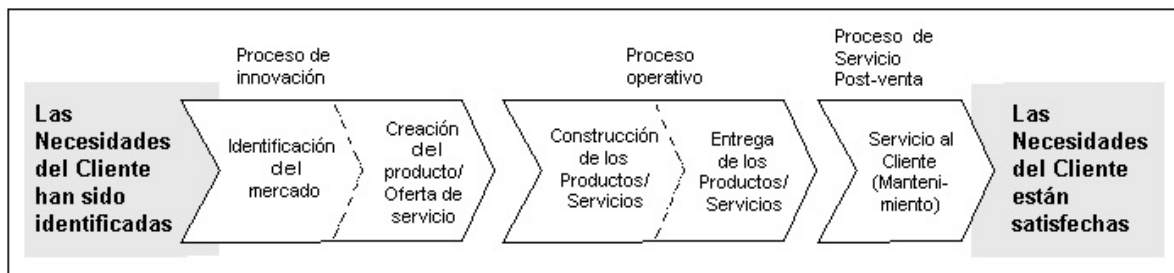 Proceso de
innovación
Proceso
operativo
Proceso de
Servicio
Post-venta
Las
Necesidades
del Cliente
han sido
identificadas
Identificación
del
mercado
Creación
del
producto/
Oferta de
servicio
Construcción
de los
Productos/
Servicios
Entrega
de los
Productos/
Servicios
Servicio al
Cliente
(Manteni-
miento)
Las
Necesidades
del Cliente
están
satisfechas